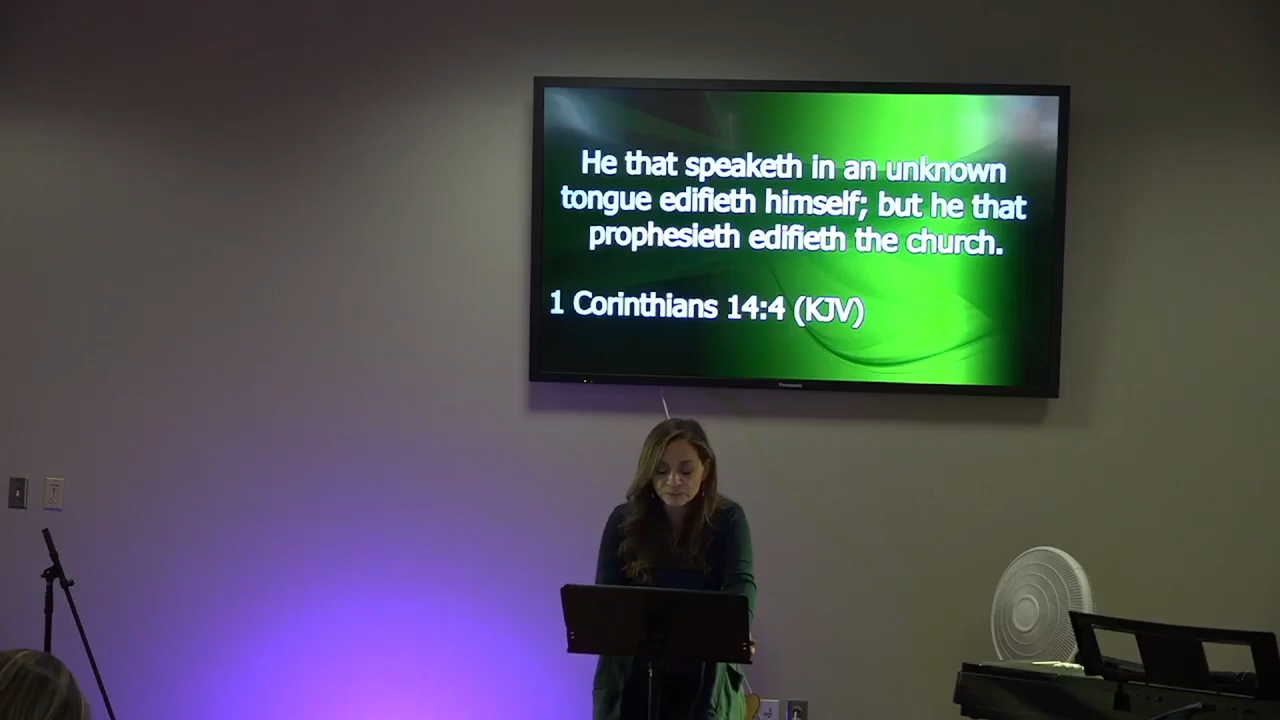 He that speaketh in an unknown
tongue edifieth himself; but he that
prophesieth edifieth the church.
1 Corinthians 14:4 (KJV)
Panasonic